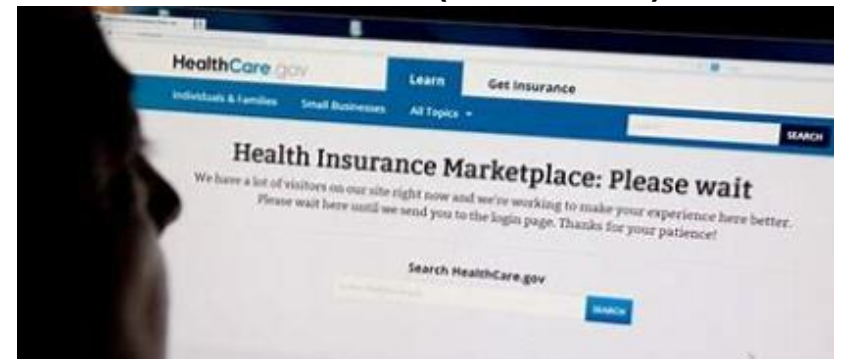 HealthCare.gov
Learn
Get Insurance
Individuals & Families
Small Businesses
All Topics
SEARCH
Health Insurance Marketplace: Please wait
We have a lot of visitors on our site right now and we're working to make your experience here better.
Please wait here until we send you to the login page. Thanks for your patience!
Search HealthCare.gov
SEARCH